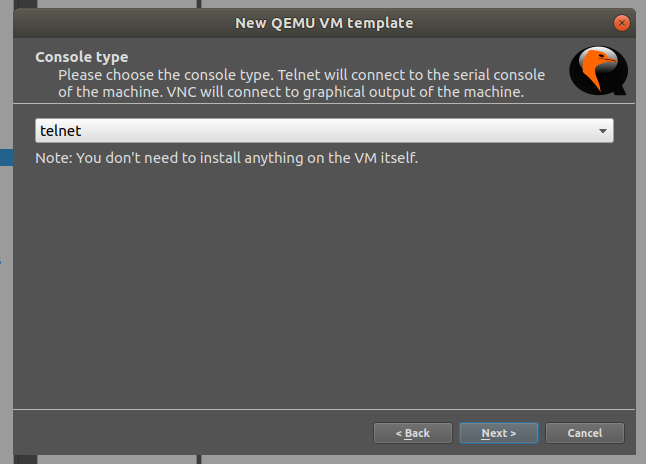 New QEMU VM template
Console type
Please choose the console type. Telnet will connect to the serial console
of the machine. VNC will connect to graphical output of the machine.
telnet
Note: You don't need to install anything on the VM itself.
< Back
Next >
Cancel